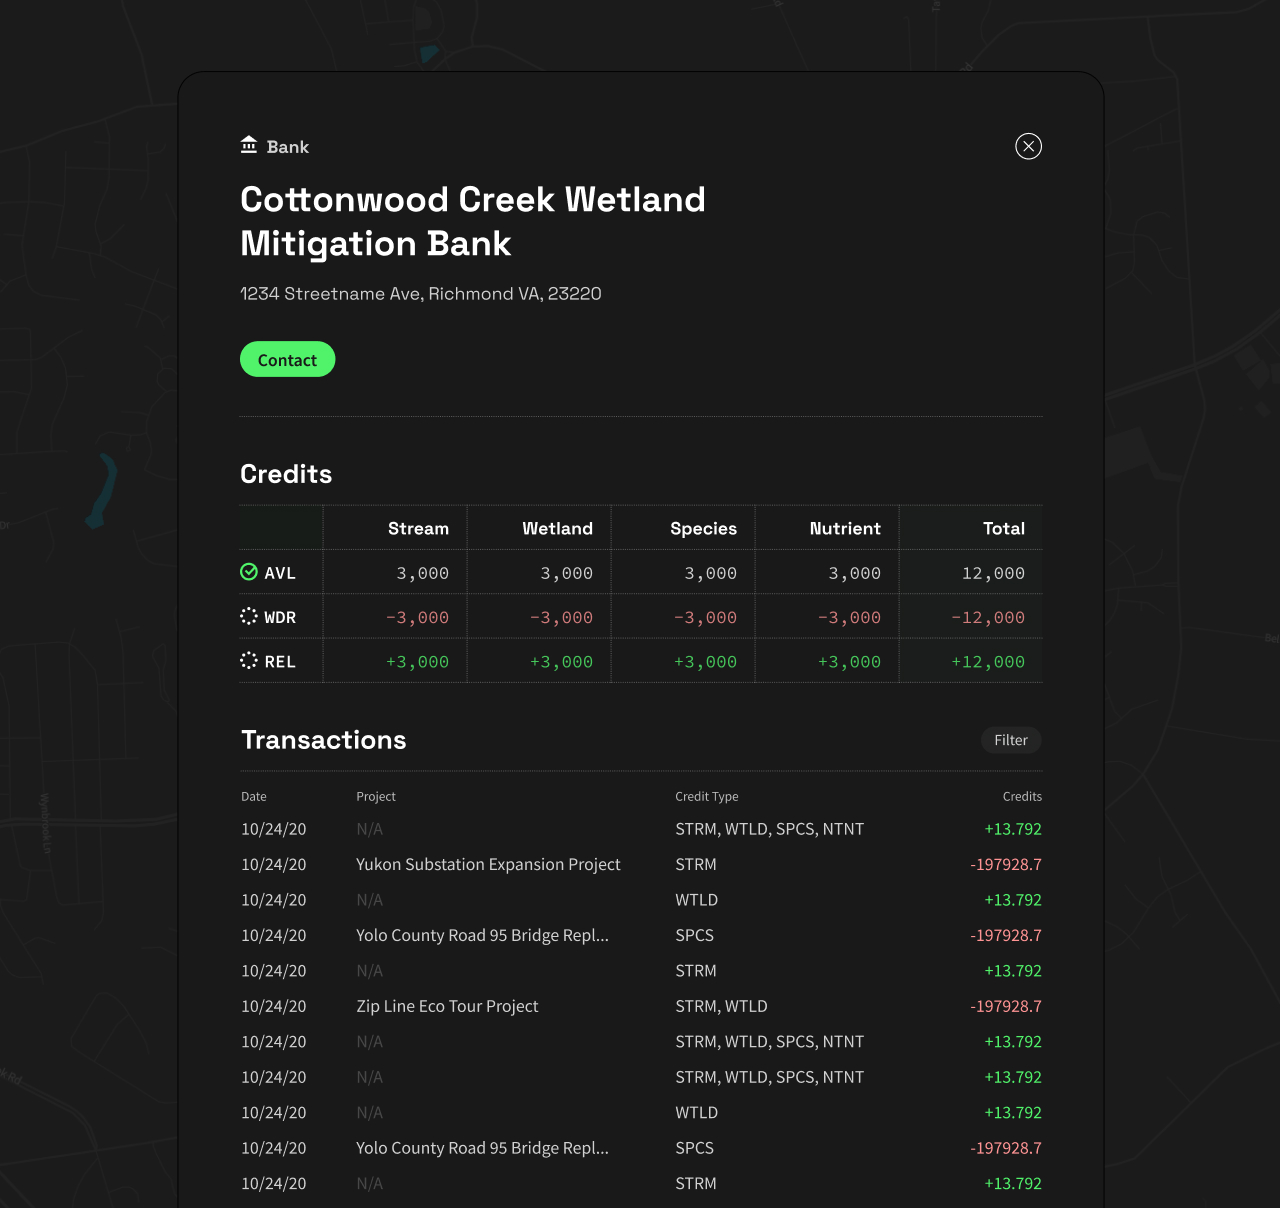 Bank
Cottonwood Creek Wetland
Mitigation Bank
1234 Streetname Ave, Richmond VA, 23220
Contact
Credits
Stream Wetland Species Nutrient Total
AVL 3,000 3,000 3,000 3,000 12,000
WDR −3,000 −3,000 −3,000 −3,000 −12,000
REL +3,000 +3,000 +3,000 +3,000 +12,000
Transactions Filter
Date Project Credit Type Credits
10/24/20 N/A STRM, WTLD, SPCS, NTNT +13.792
10/24/20 Yukon Substation Expansion Project STRM -197928.7
10/24/20 N/A WTLD +13.792
10/24/20 Yolo County Road 95 Bridge Repl... SPCS -197928.7
10/24/20 N/A STRM +13.792
10/24/20 Zip Line Eco Tour Project STRM, WTLD -197928.7
10/24/20 N/A STRM, WTLD, SPCS, NTNT +13.792
10/24/20 N/A STRM, WTLD, SPCS, NTNT +13.792
10/24/20 N/A WTLD +13.792
10/24/20 Yolo County Road 95 Bridge Repl... SPCS -197928.7
10/24/20 N/A STRM +13.792
Dr
Wynbrook Ln
Rd